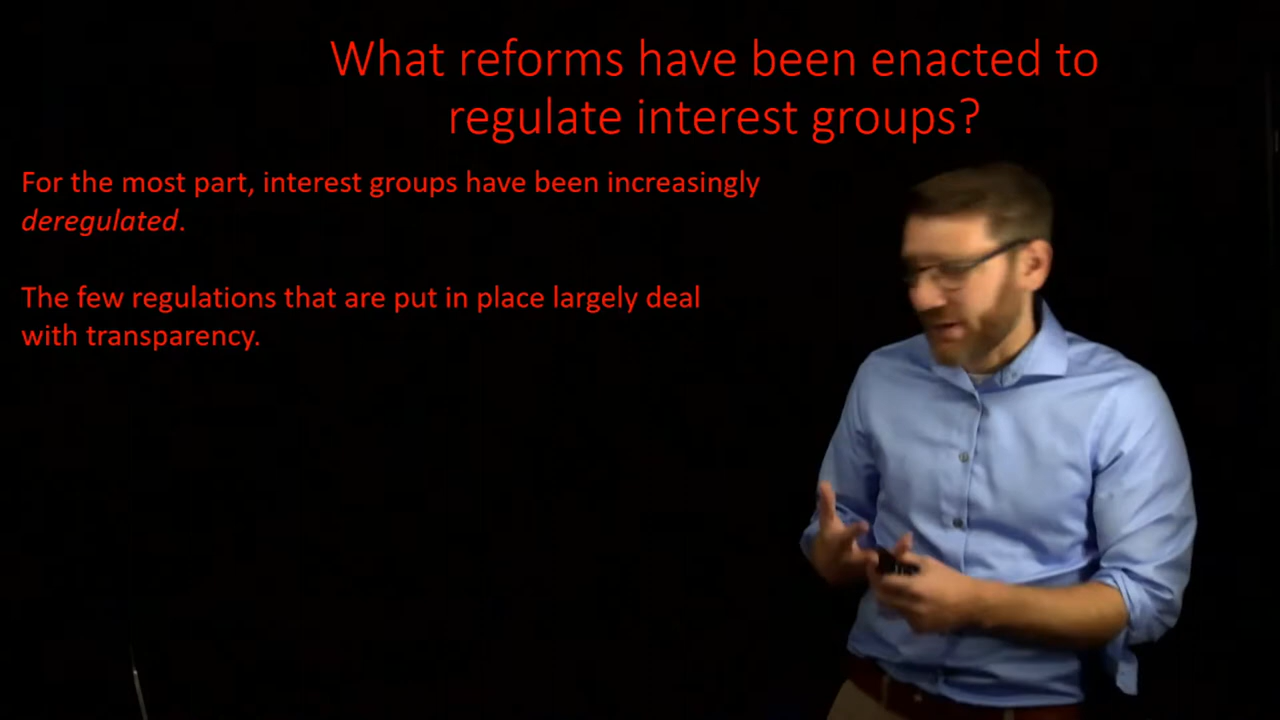 What reforms have been enacted to
regulate interest groups?
For the most part, interest groups have been increasingly
deregulated.
The few regulations that are put in place largely deal
with transparency.